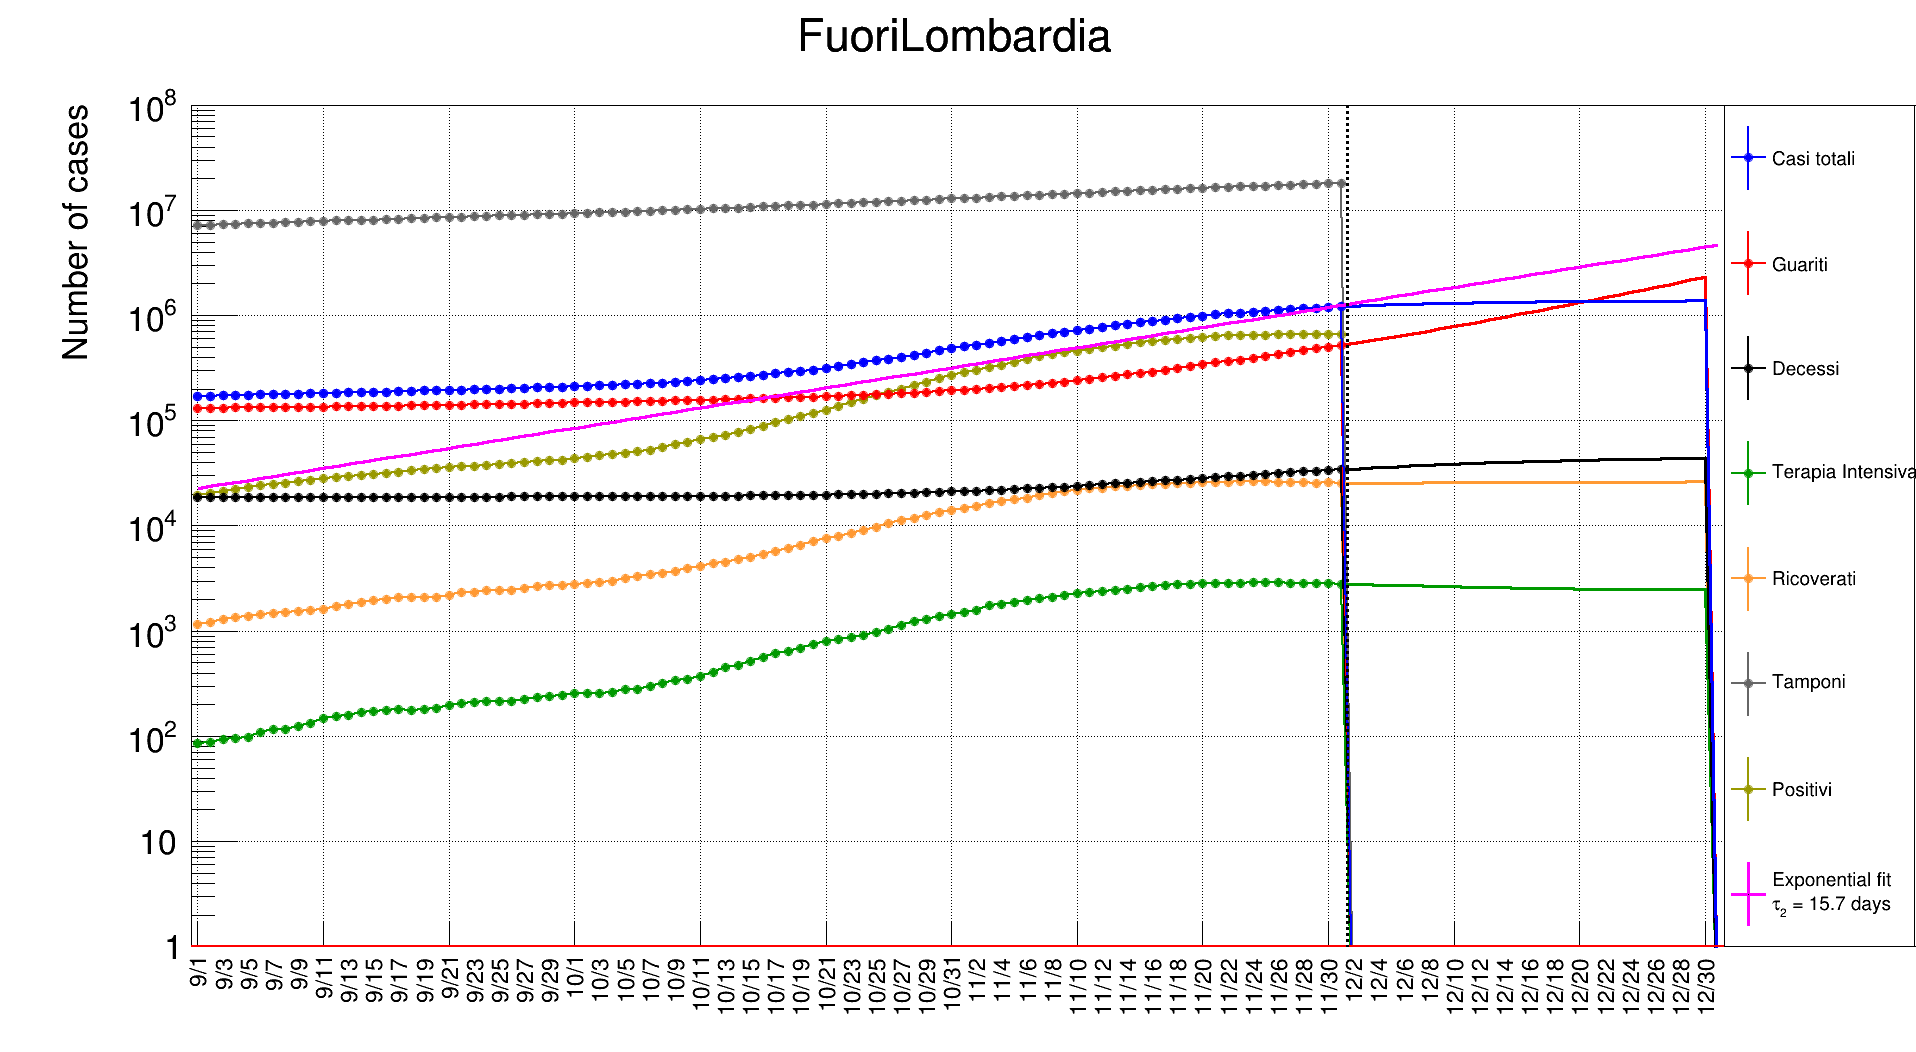 FuoriLombardia
Number of cases
10^8
10^7
10^6
10^5
10^4
10^3
10^2
10
1
9/1 9/3 9/5 9/7 9/9 9/11 9/13 9/15 9/17 9/19 9/21 9/23 9/25 9/27 9/29 10/1 10/3 10/5 10/7 10/9 10/11 10/13 10/15 10/17 10/19 10/21 10/23 10/25 10/27 10/29 10/31 11/2 11/4 11/6 11/8 11/10 11/12 11/14 11/16 11/18 11/20 11/22 11/24 11/26 11/28 11/30 12/2 12/4 12/6 12/8 12/10 12/12 12/14 12/16 12/18 12/20 12/22 12/24 12/26 12/28 12/30
Casi totali
Guariti
Decessi
Terapia Intensiva
Ricoverati
Tamponi
Positivi
Exponential fit
τ₂ = 15.7 days